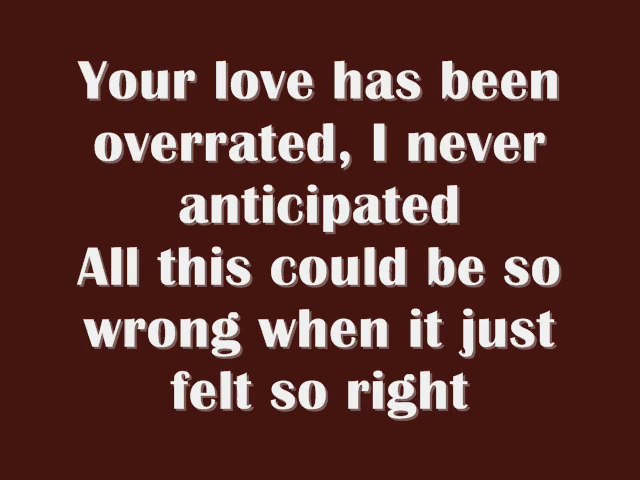 Your love has been
overrated, I never
anticipated
All this could be so
wrong when it just
felt so right